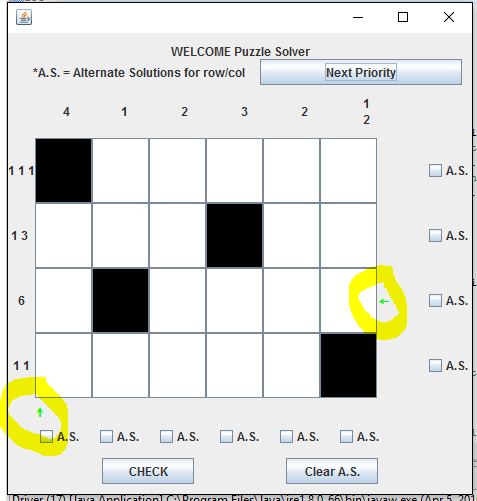 WELCOME Puzzle Solver
*A.S. = Alternate Solutions for row/col Next Priority
4 1 2 3 2 1
2
1 1 1 A.S.
1 3 A.S.
6 A.S.
1 1 A.S.
A.S. A.S. A.S. A.S. A.S. A.S.
CHECK Clear A.S.
Driver (17) [Java Application] C:\Program Files\Java\jre1.8.0_66\bin\javaw.exe (Apr 5, 201